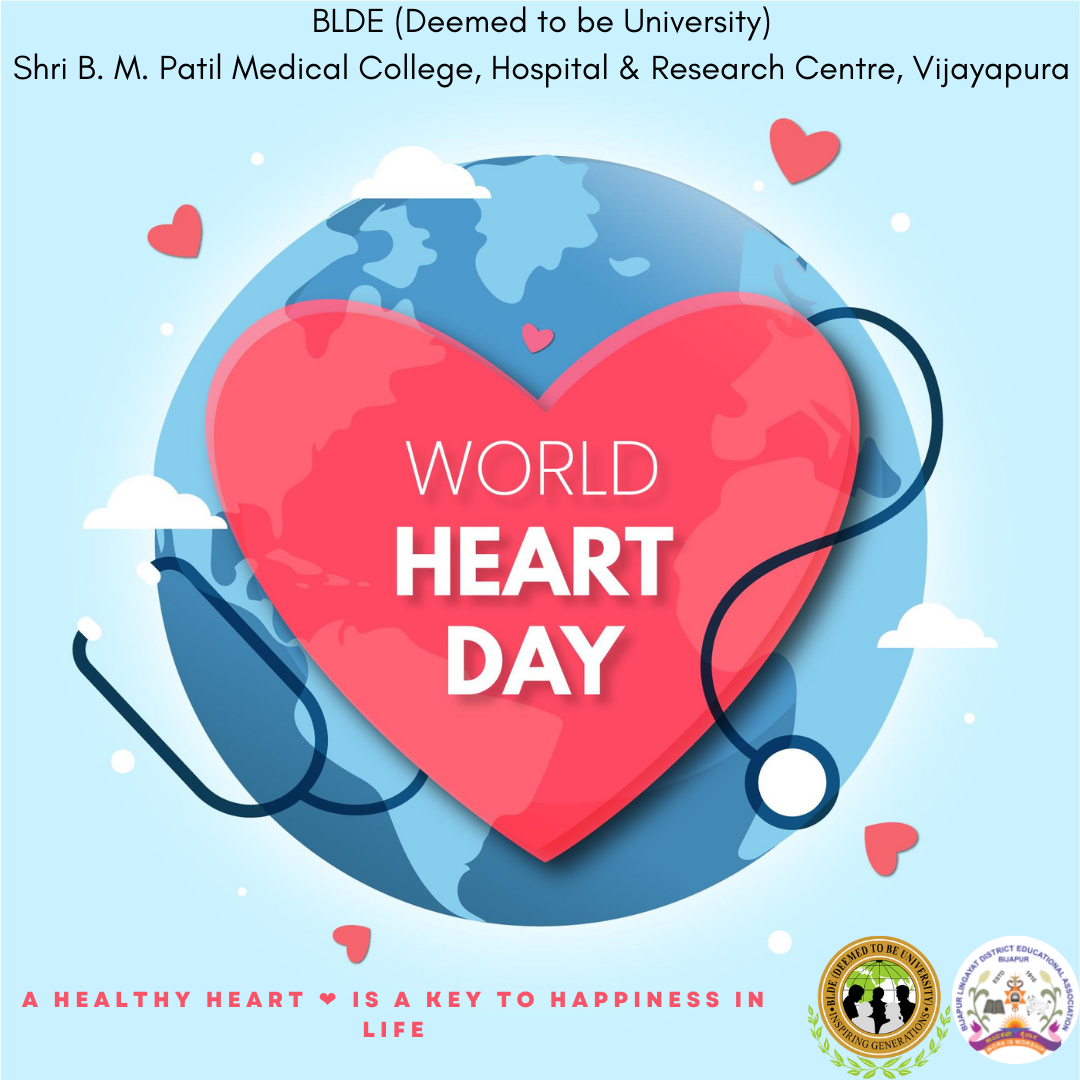 BLDE (Deemed to be University)
Shri B. M. Patil Medical College, Hospital & Research Centre, Vijayapura
WORLD
HEART
DAY
A HEALTHY HEART ❤ IS A KEY TO HAPPINESS IN
LIFE
BLDE (DEEMED TO BE UNIVERSITY)
INSPIRING GENERATIONS
BIJAPUR LINGAYAT DISTRICT EDUCATIONAL ASSOCIATION
BIJAPUR
ESTD 1910
WORK IS WORSHIP